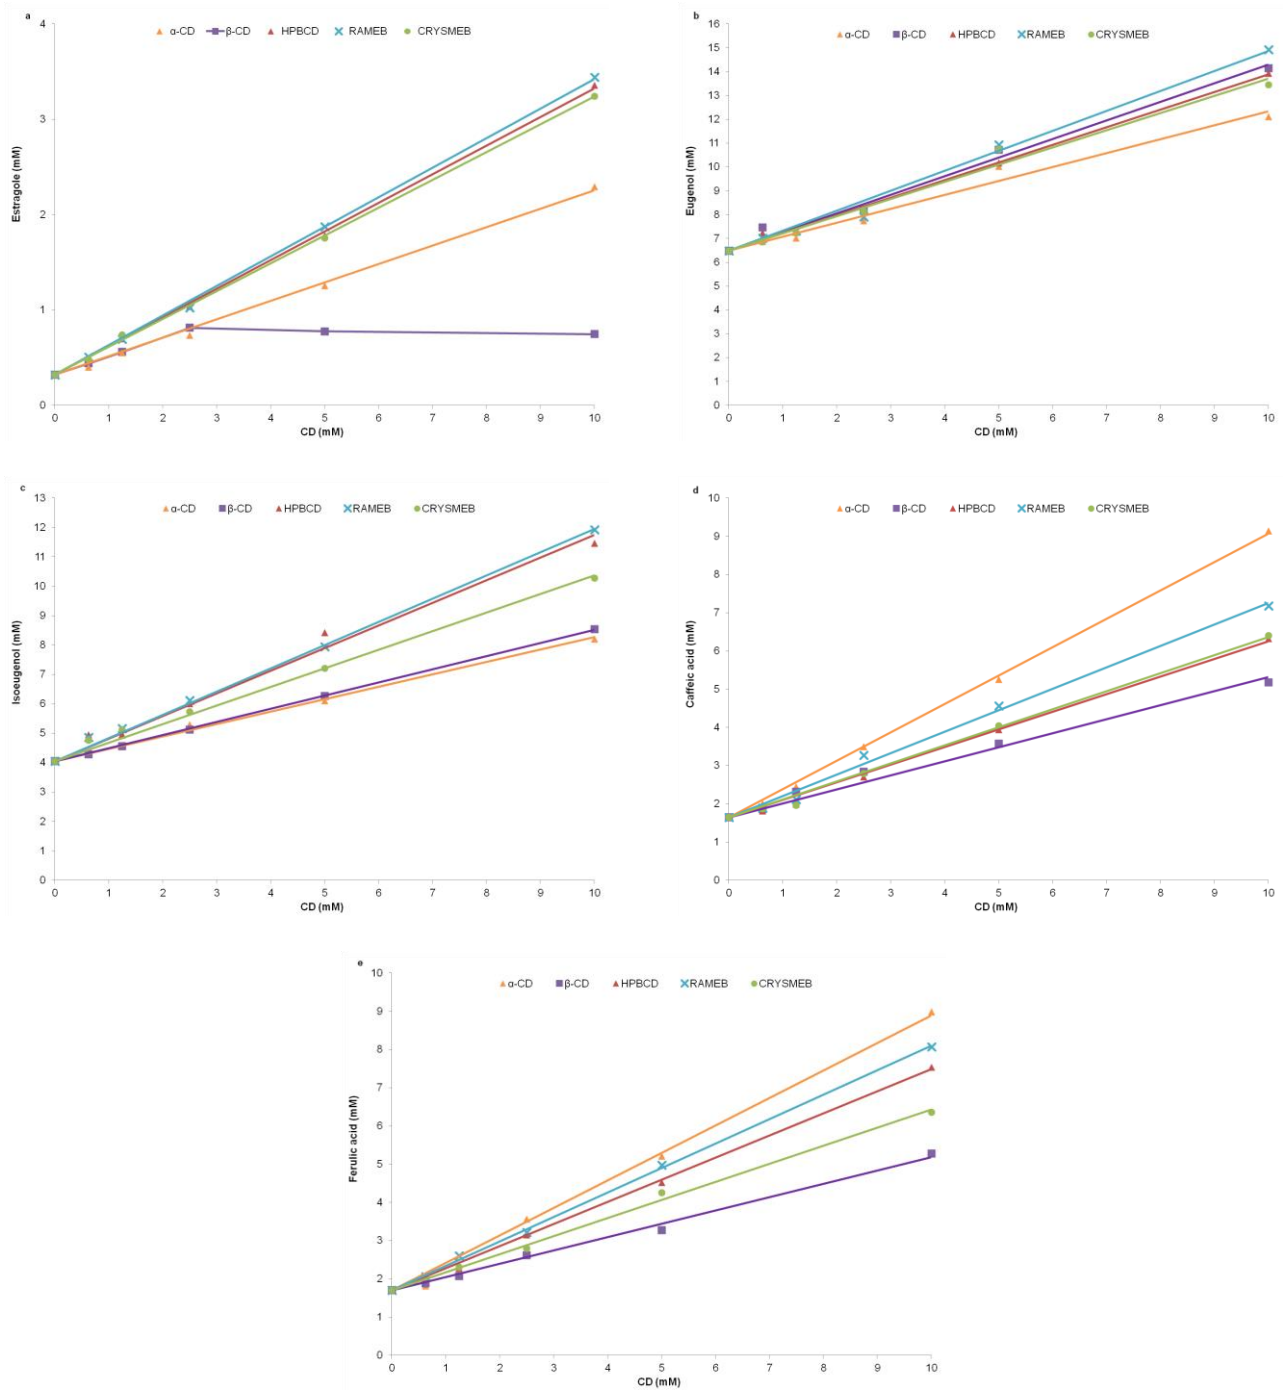 a
α-CD β-CD HPBCD RAMEB CRYSMEB
4
3
2
1
0
Estragole (mM)
0 1 2 3 4 5 6 7 8 9 10
CD (mM)
b
α-CD β-CD HPBCD RAMEB CRYSMEB
16
15
14
13
12
11
10
9
8
7
6
5
4
3
2
1
0
Eugenol (mM)
0 1 2 3 4 5 6 7 8 9 10
CD (mM)
c
α-CD β-CD HPBCD RAMEB CRYSMEB
13
12
11
10
9
8
7
6
5
4
3
2
1
0
Isoeugenol (mM)
0 1 2 3 4 5 6 7 8 9 10
CD (mM)
d
α-CD β-CD HPBCD RAMEB CRYSMEB
10
9
8
7
6
5
4
3
2
1
0
Caffeic acid (mM)
0 1 2 3 4 5 6 7 8 9 10
CD (mM)
e
α-CD β-CD HPBCD RAMEB CRYSMEB
10
9
8
7
6
5
4
3
2
1
0
Ferulic acid (mM)
0 1 2 3 4 5 6 7 8 9 10
CD (mM)